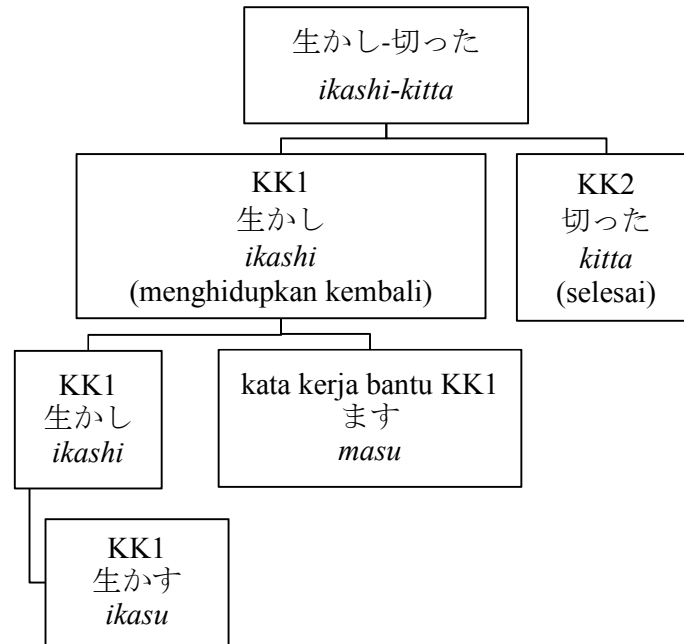 生かし-切った
ikashi-kitta
KK1
生かし
ikashi
(menghidupkan kembali)
KK2
切った
kitta
(selesai)
KK1
生かし
ikashi
kata kerja bantu KK1
ます
masu
KK1
生かす
ikasu